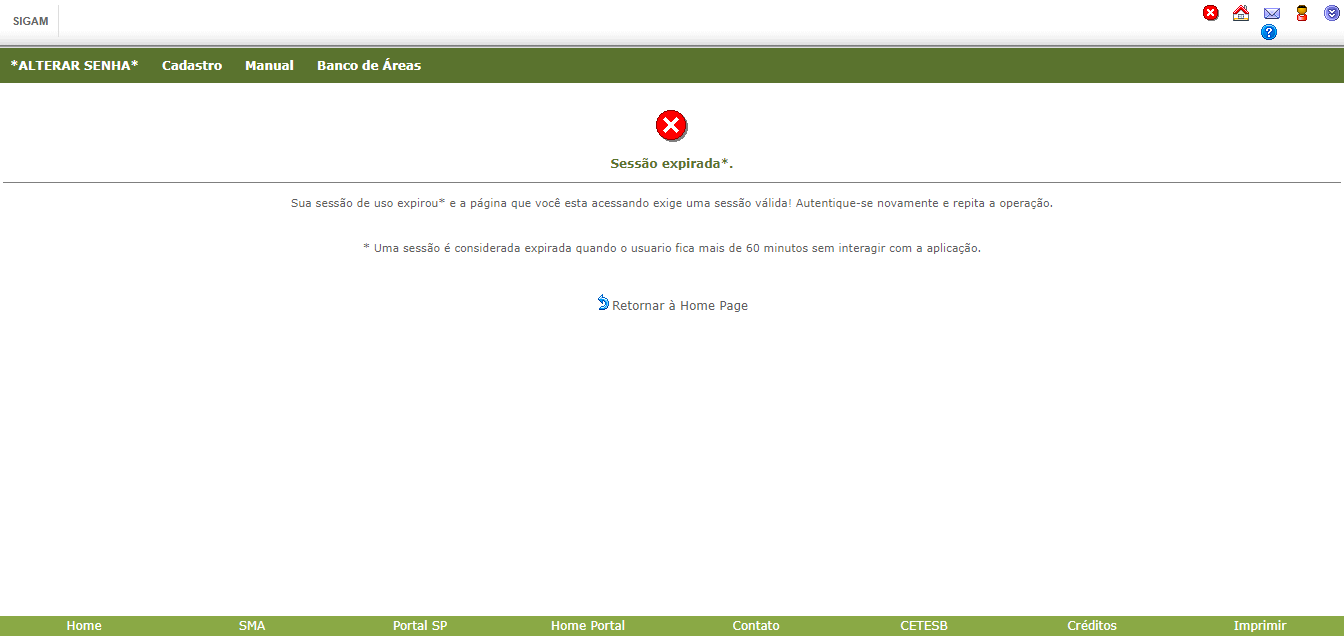 SIGAM
?
*ALTERAR SENHA* Cadastro Manual Banco de Áreas
Sessão expirada*.
Sua sessão de uso expirou* e a página que você esta acessando exige uma sessão válida! Autentique-se novamente e repita a operação.
* Uma sessão é considerada expirada quando o usuario fica mais de 60 minutos sem interagir com a aplicação.
Retornar à Home Page
Home SMA Portal SP Home Portal Contato CETESB Créditos Imprimir